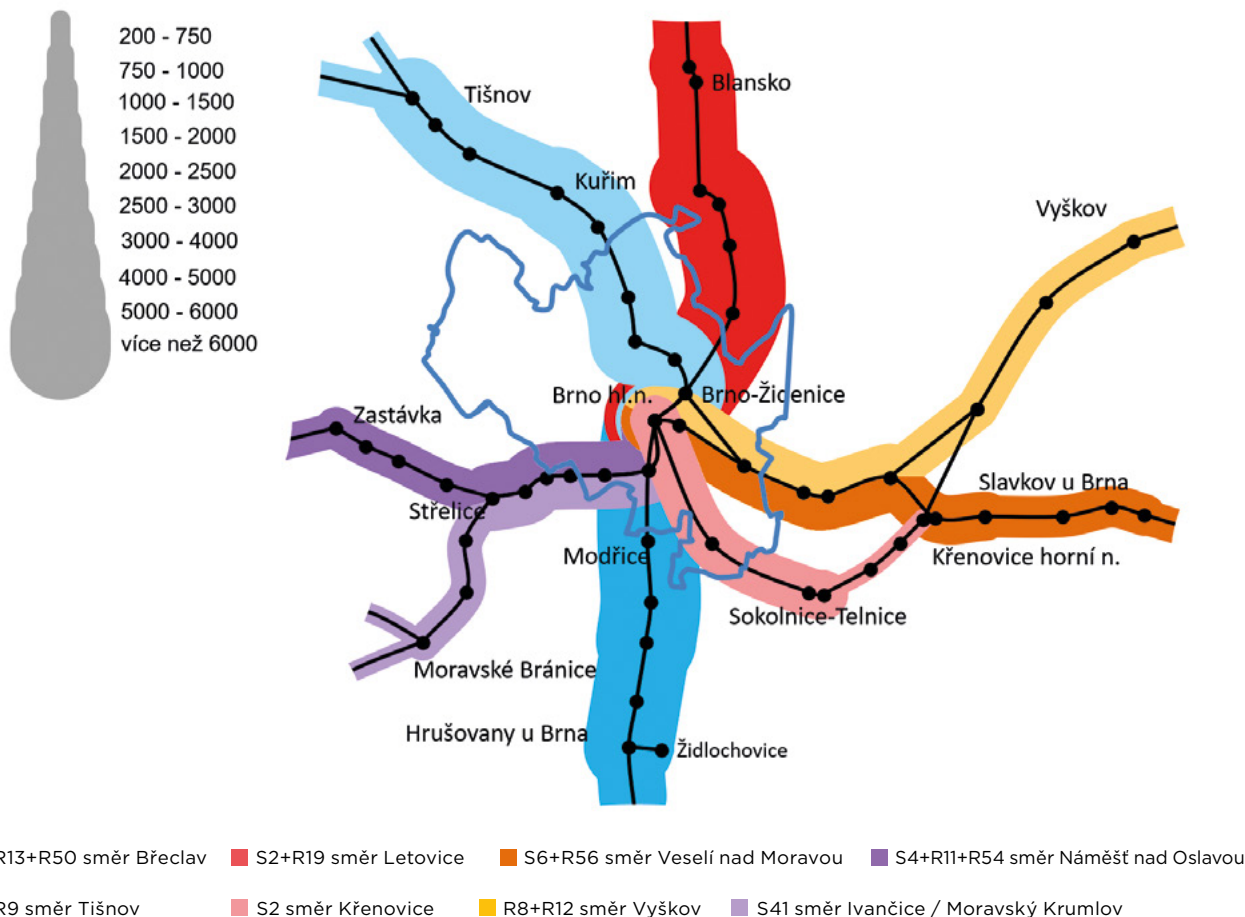 200 - 750
750 - 1000
1000 - 1500
1500 - 2000
2000 - 2500
2500 - 3000
3000 - 4000
4000 - 5000
5000 - 6000
více než 6000
Tišnov
Blansko
Kuřim
Vyškov
Brno hl.n.
Brno-Židenice
Zastávka
Střelice
Slavkov u Brna
Modřice
Křenovice horní n.
Sokolnice-Telnice
Moravské Bránice
Hrušovany u Brna
Židlochovice
R13+R50 směr Břeclav
S2+R19 směr Letovice
S6+R56 směr Veselí nad Moravou
S4+R11+R54 směr Náměšť nad Oslavou
R9 směr Tišnov
S2 směr Křenovice
R8+R12 směr Vyškov
S41 směr Ivančice / Moravský Krumlov